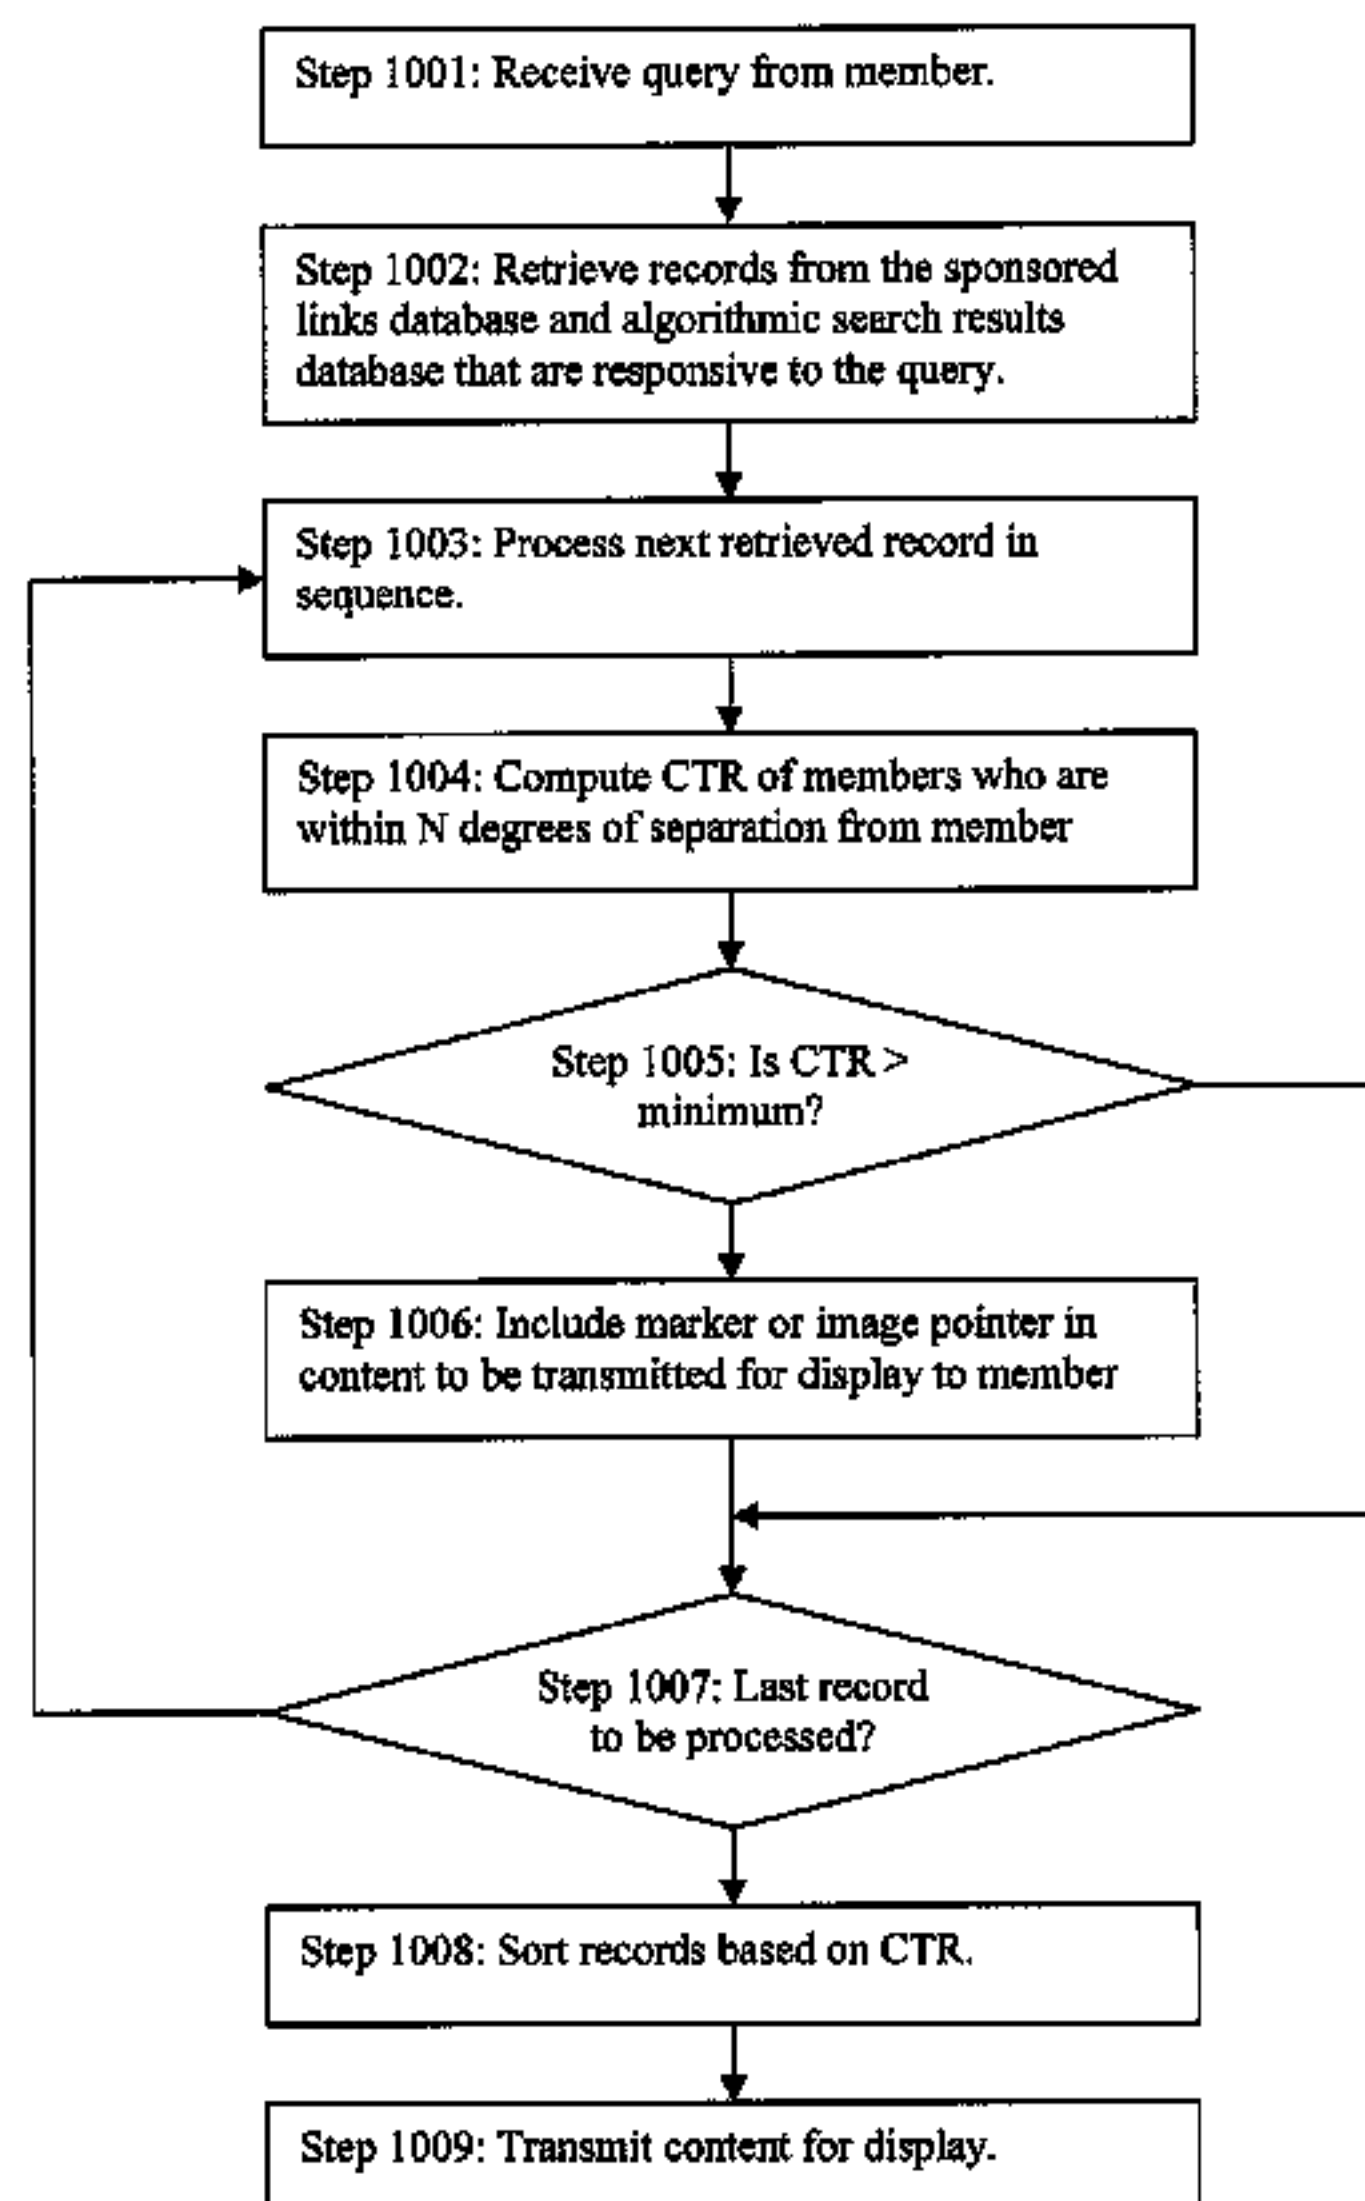 Step 1001: Receive query from member.
Step 1002: Retrieve records from the sponsored
links database and algorithmic search results
database that are responsive to the query.
Step 1003: Process next retrieved record in
sequence.
Step 1004: Compute CTR of members who are
within N degrees of separation from member
Step 1005: Is CTR >
minimum?
Step 1006: Include marker or image pointer in
content to be transmitted for display to member
Step 1007: Last record
to be processed?
Step 1008: Sort records based on CTR.
Step 1009: Transmit content for display.